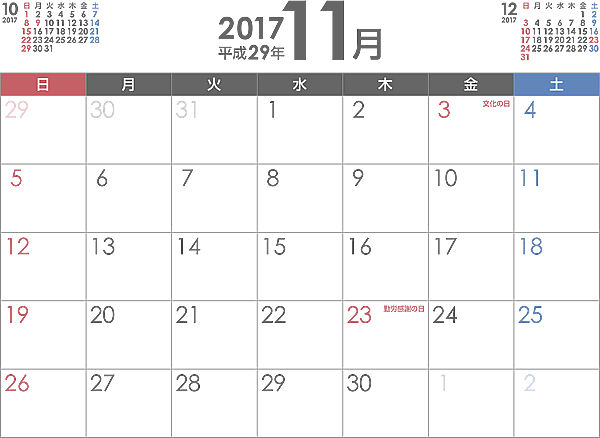 10
2017
日 月 火 水 木 金 土
1 2 3 4 5 6 7
8 9 10 11 12 13 14
15 16 17 18 19 20 21
22 23 24 25 26 27 28
29 30 31
2017
平成29年
11月
12
2017
日 月 火 水 木 金 土
1 2
3 4 5 6 7 8 9
10 11 12 13 14 15 16
17 18 19 20 21 22 23
24 25 26 27 28 29 30
31
日 月 火 水 木 金 土
29 30 31 1 2 3 文化の日 4
5 6 7 8 9 10 11
12 13 14 15 16 17 18
19 20 21 22 23 勤労感謝の日 24 25
26 27 28 29 30 1 2